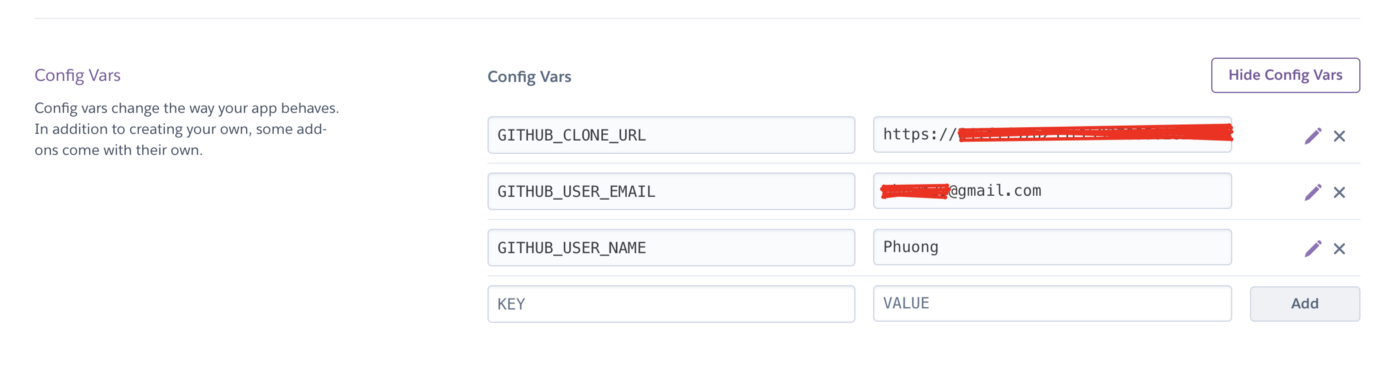 Config Vars
Config vars change the way your app behaves.
In addition to creating your own, some add-
ons come with their own.
Config Vars
Hide Config Vars
GITHUB_CLONE_URL
https://
GITHUB_USER_EMAIL
@gmail.com
GITHUB_USER_NAME
Phuong
KEY
VALUE
Add